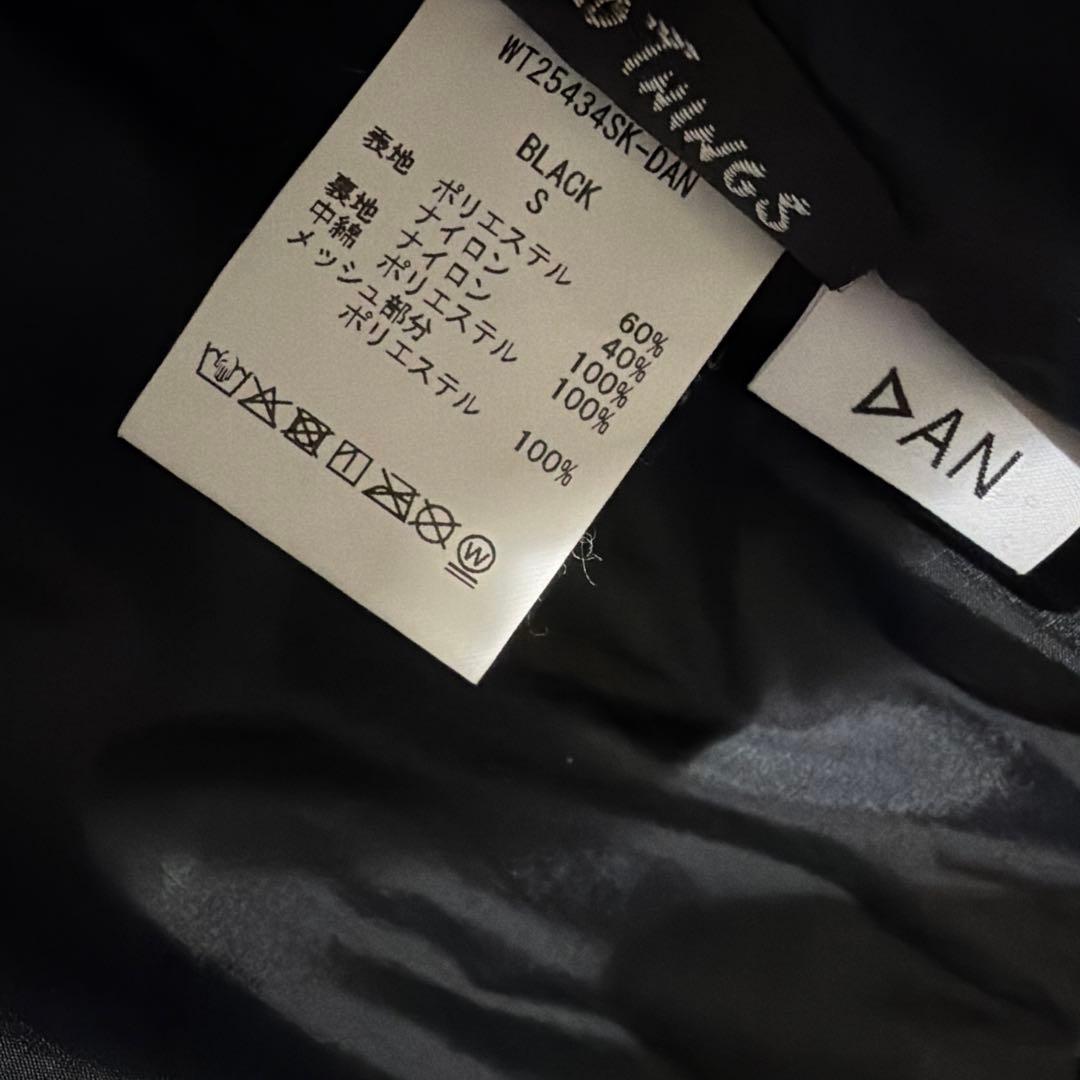 THINGS
WT25434SK-DAN
BLACK
S
表地 ポリエステル 60%
ナイロン 40%
裏地 ナイロン 100%
中綿 ポリエステル 100%
メッシュ部分
ポリエステル 100%
W
DAN